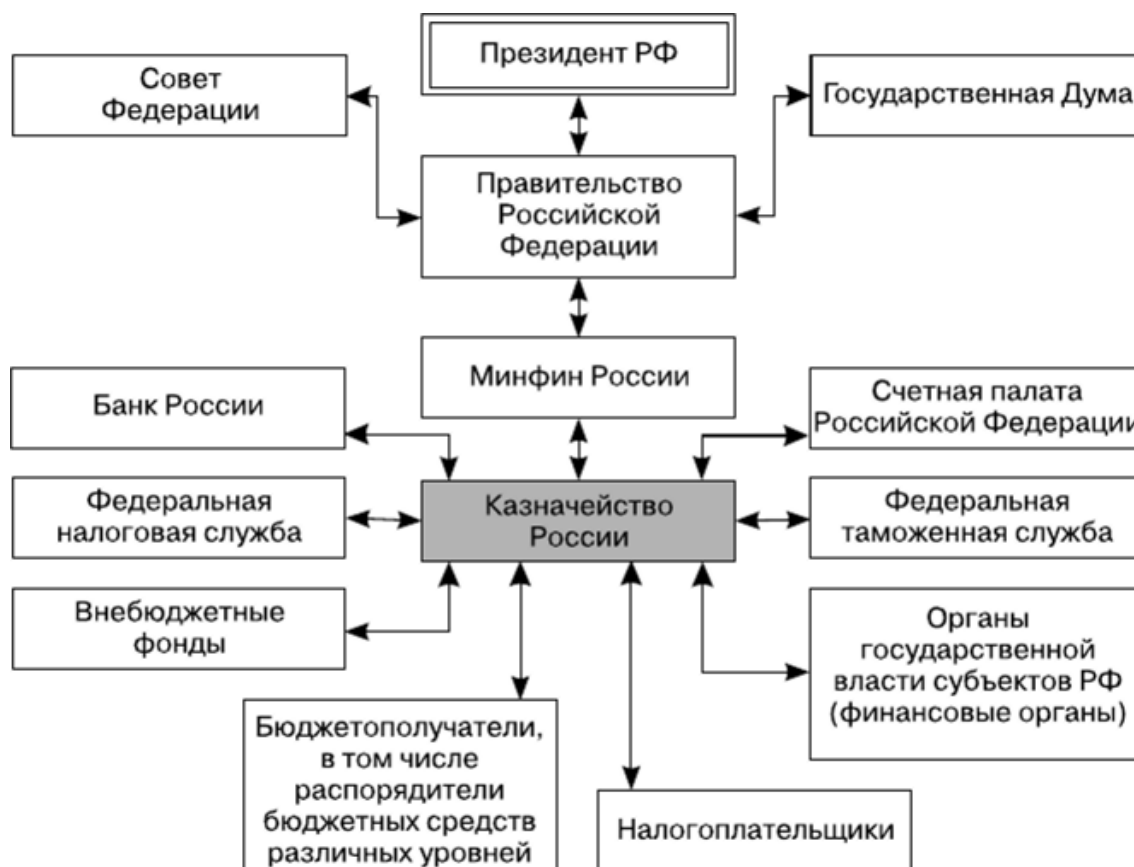 Президент РФ
Совет
Федерации
Государственная Дума
Правительство
Российской
Федерации
Минфин России
Банк России
Счетная палата
Российской Федерации
Федеральная
налоговая служба
Казначейство
России
Федеральная
таможенная служба
Внебюджетные
фонды
Органы
государственной
власти субъектов РФ
(финансовые органы)
Бюджетополучатели,
в том числе
распорядители
бюджетных средств
различных уровней
Налогоплательщики